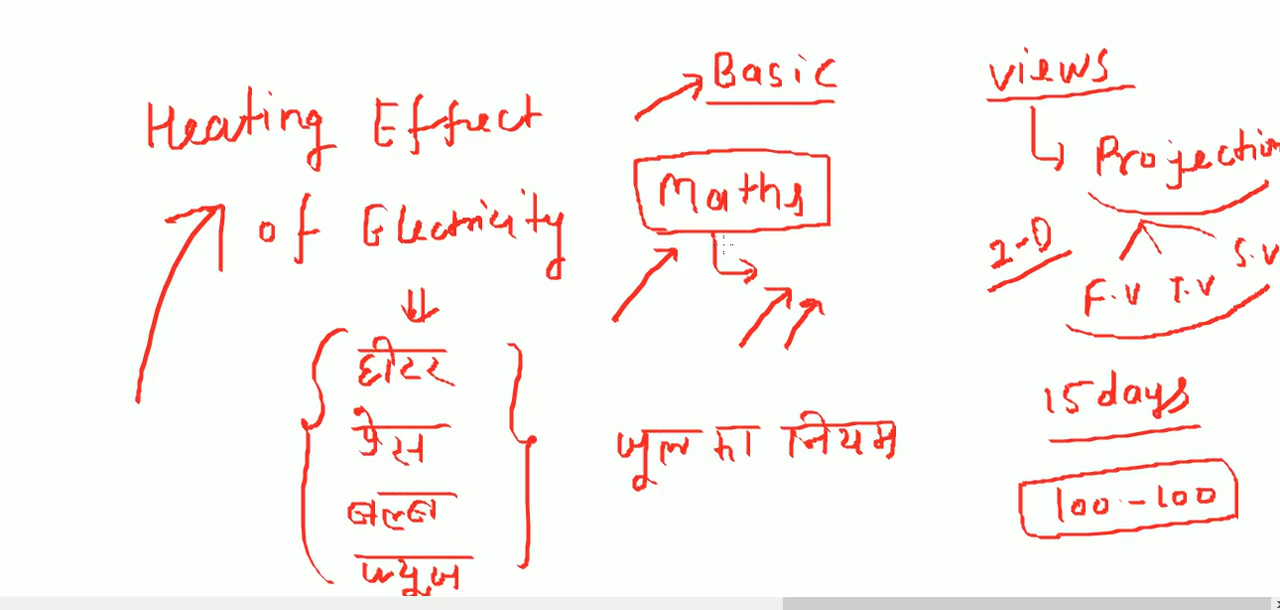 Heating Effect
of Electricity
हीटर
प्रेस
बल्ब
फ्यूज
Basic
Maths
जूल का नियम
views
Projection
2-D
F.V T.V S.V
15 days
100-100